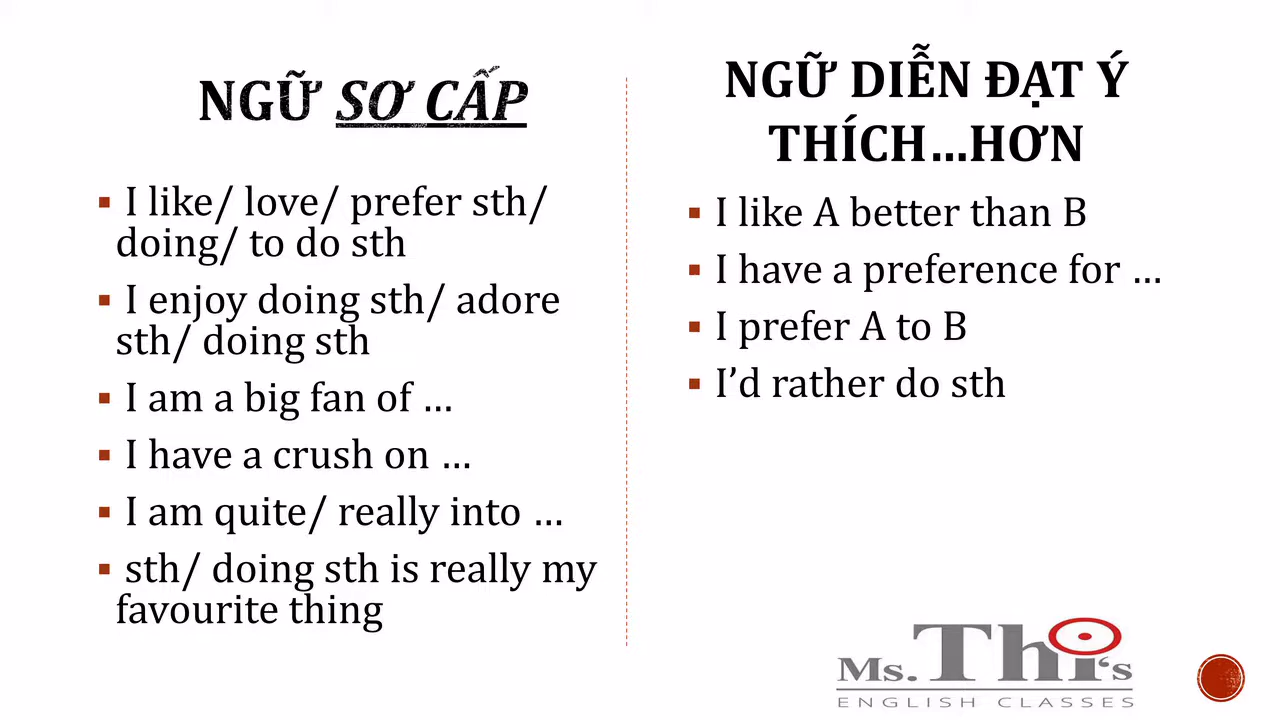 NGỮ SƠ CẤP
I like/ love/ prefer sth/
doing/ to do sth
I enjoy doing sth/ adore
sth/ doing sth
I am a big fan of …
I have a crush on …
I am quite/ really into …
sth/ doing sth is really my
favourite thing
NGỮ DIỄN ĐẠT Ý
THÍCH…HƠN
I like A better than B
I have a preference for …
I prefer A to B
I’d rather do sth
Ms. Thi‘s
ENGLISH CLASSES